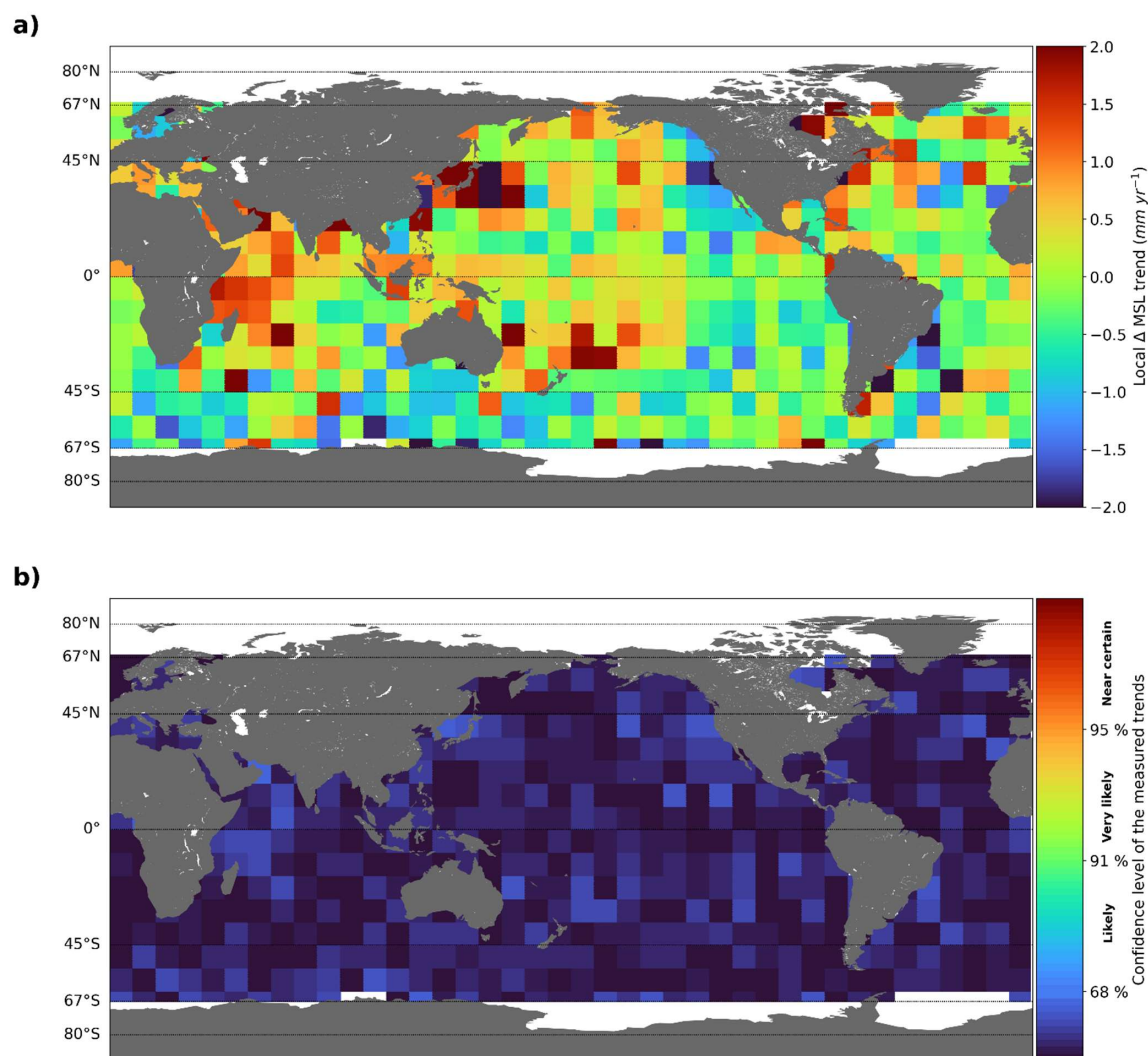 a)
80°N
67°N
45°N
0°
45°S
67°S
80°S
2.0
1.5
1.0
0.5
0.0
−0.5
−1.0
−1.5
−2.0
Local Δ MSL trend (mm yr⁻¹)
b)
80°N
67°N
45°N
0°
45°S
67°S
80°S
Near certain
95 %
Very likely
91 %
Likely
68 %
Confidence level of the measured trends